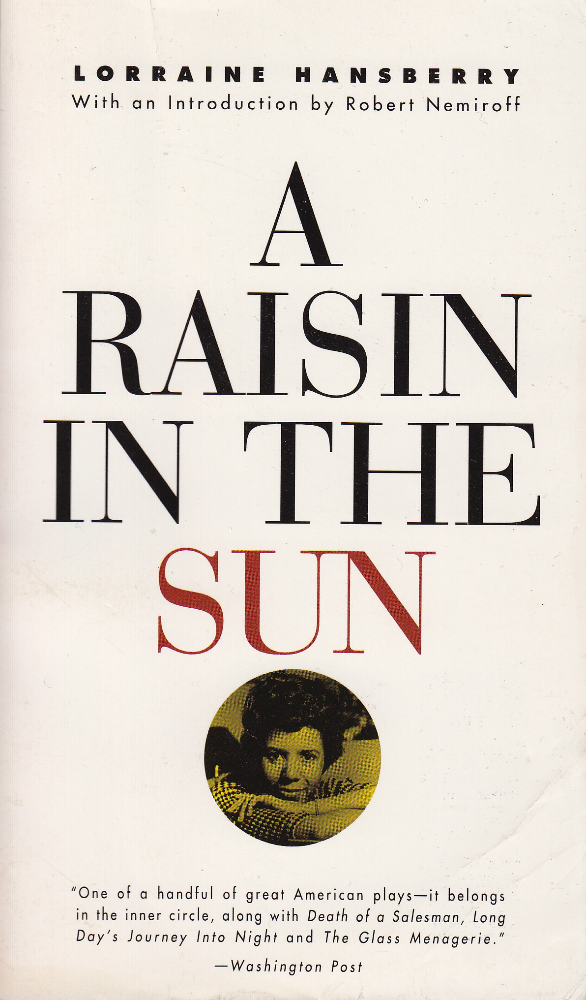 LORRAINE HANSBERRY
With an Introduction by Robert Nemiroff
A
RAISIN
IN THE
SUN
“One of a handful of great American plays—it belongs
in the inner circle, along with Death of a Salesman, Long
Day’s Journey Into Night and The Glass Menagerie.”
—Washington Post